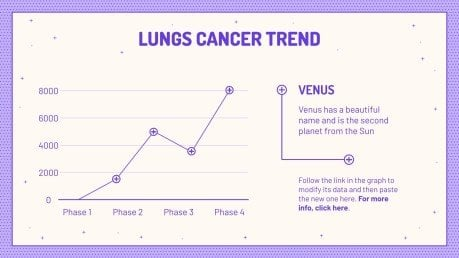 LUNGS CANCER TREND
8000
6000
4000
2000
0
Phase 1 Phase 2 Phase 3 Phase 4
VENUS
Venus has a beautiful
name and is the second
planet from the Sun
Follow the link in the graph to
modify its data and then paste
the new one here. For more
info, click here.